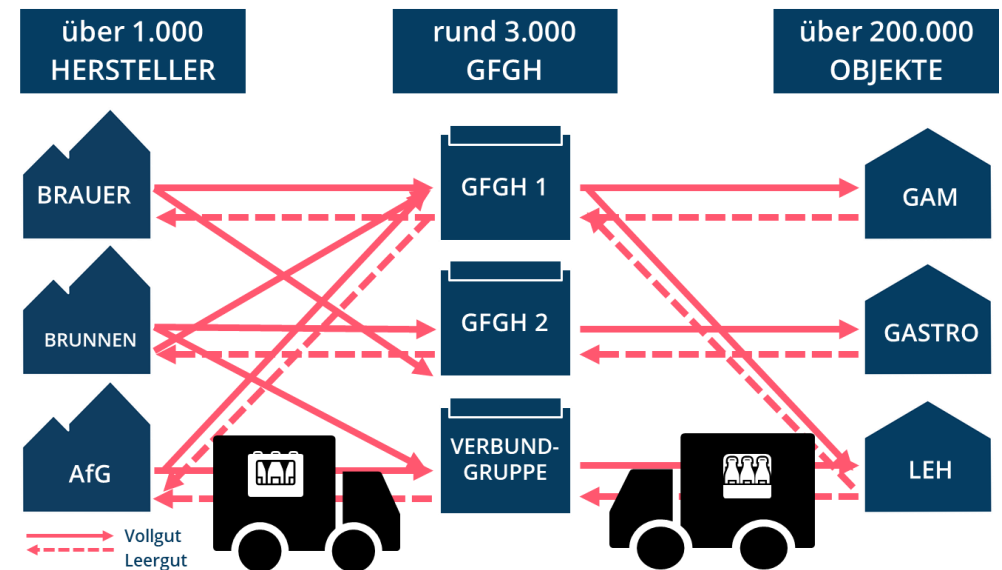 über 1.000
HERSTELLER
rund 3.000
GFGH
über 200.000
OBJEKTE
BRAUER
GFGH 1
GAM
BRUNNEN
GFGH 2
GASTRO
AfG
VERBUND-
GRUPPE
LEH
Vollgut
Leergut